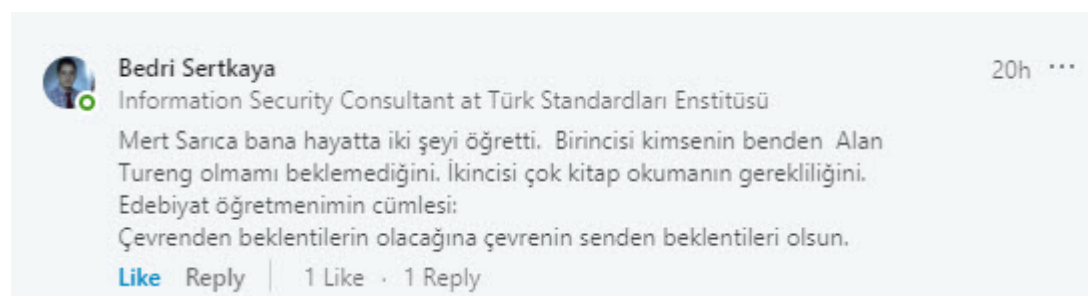 Bedri Sertkaya
20h ...
Information Security Consultant at Türk Standardları Enstitüsü
Mert Sarıca bana hayatta iki şeyi öğretti.  Birincisi kimsenin benden  Alan
Tureng olmamı beklemediğini. İkincisi çok kitap okumanın gerekliliğini.
Edebiyat öğretmenimin cümlesi:
Çevrenden beklentilerin olacağına çevrenin senden beklentileri olsun.
Like Reply | 1 Like · 1 Reply